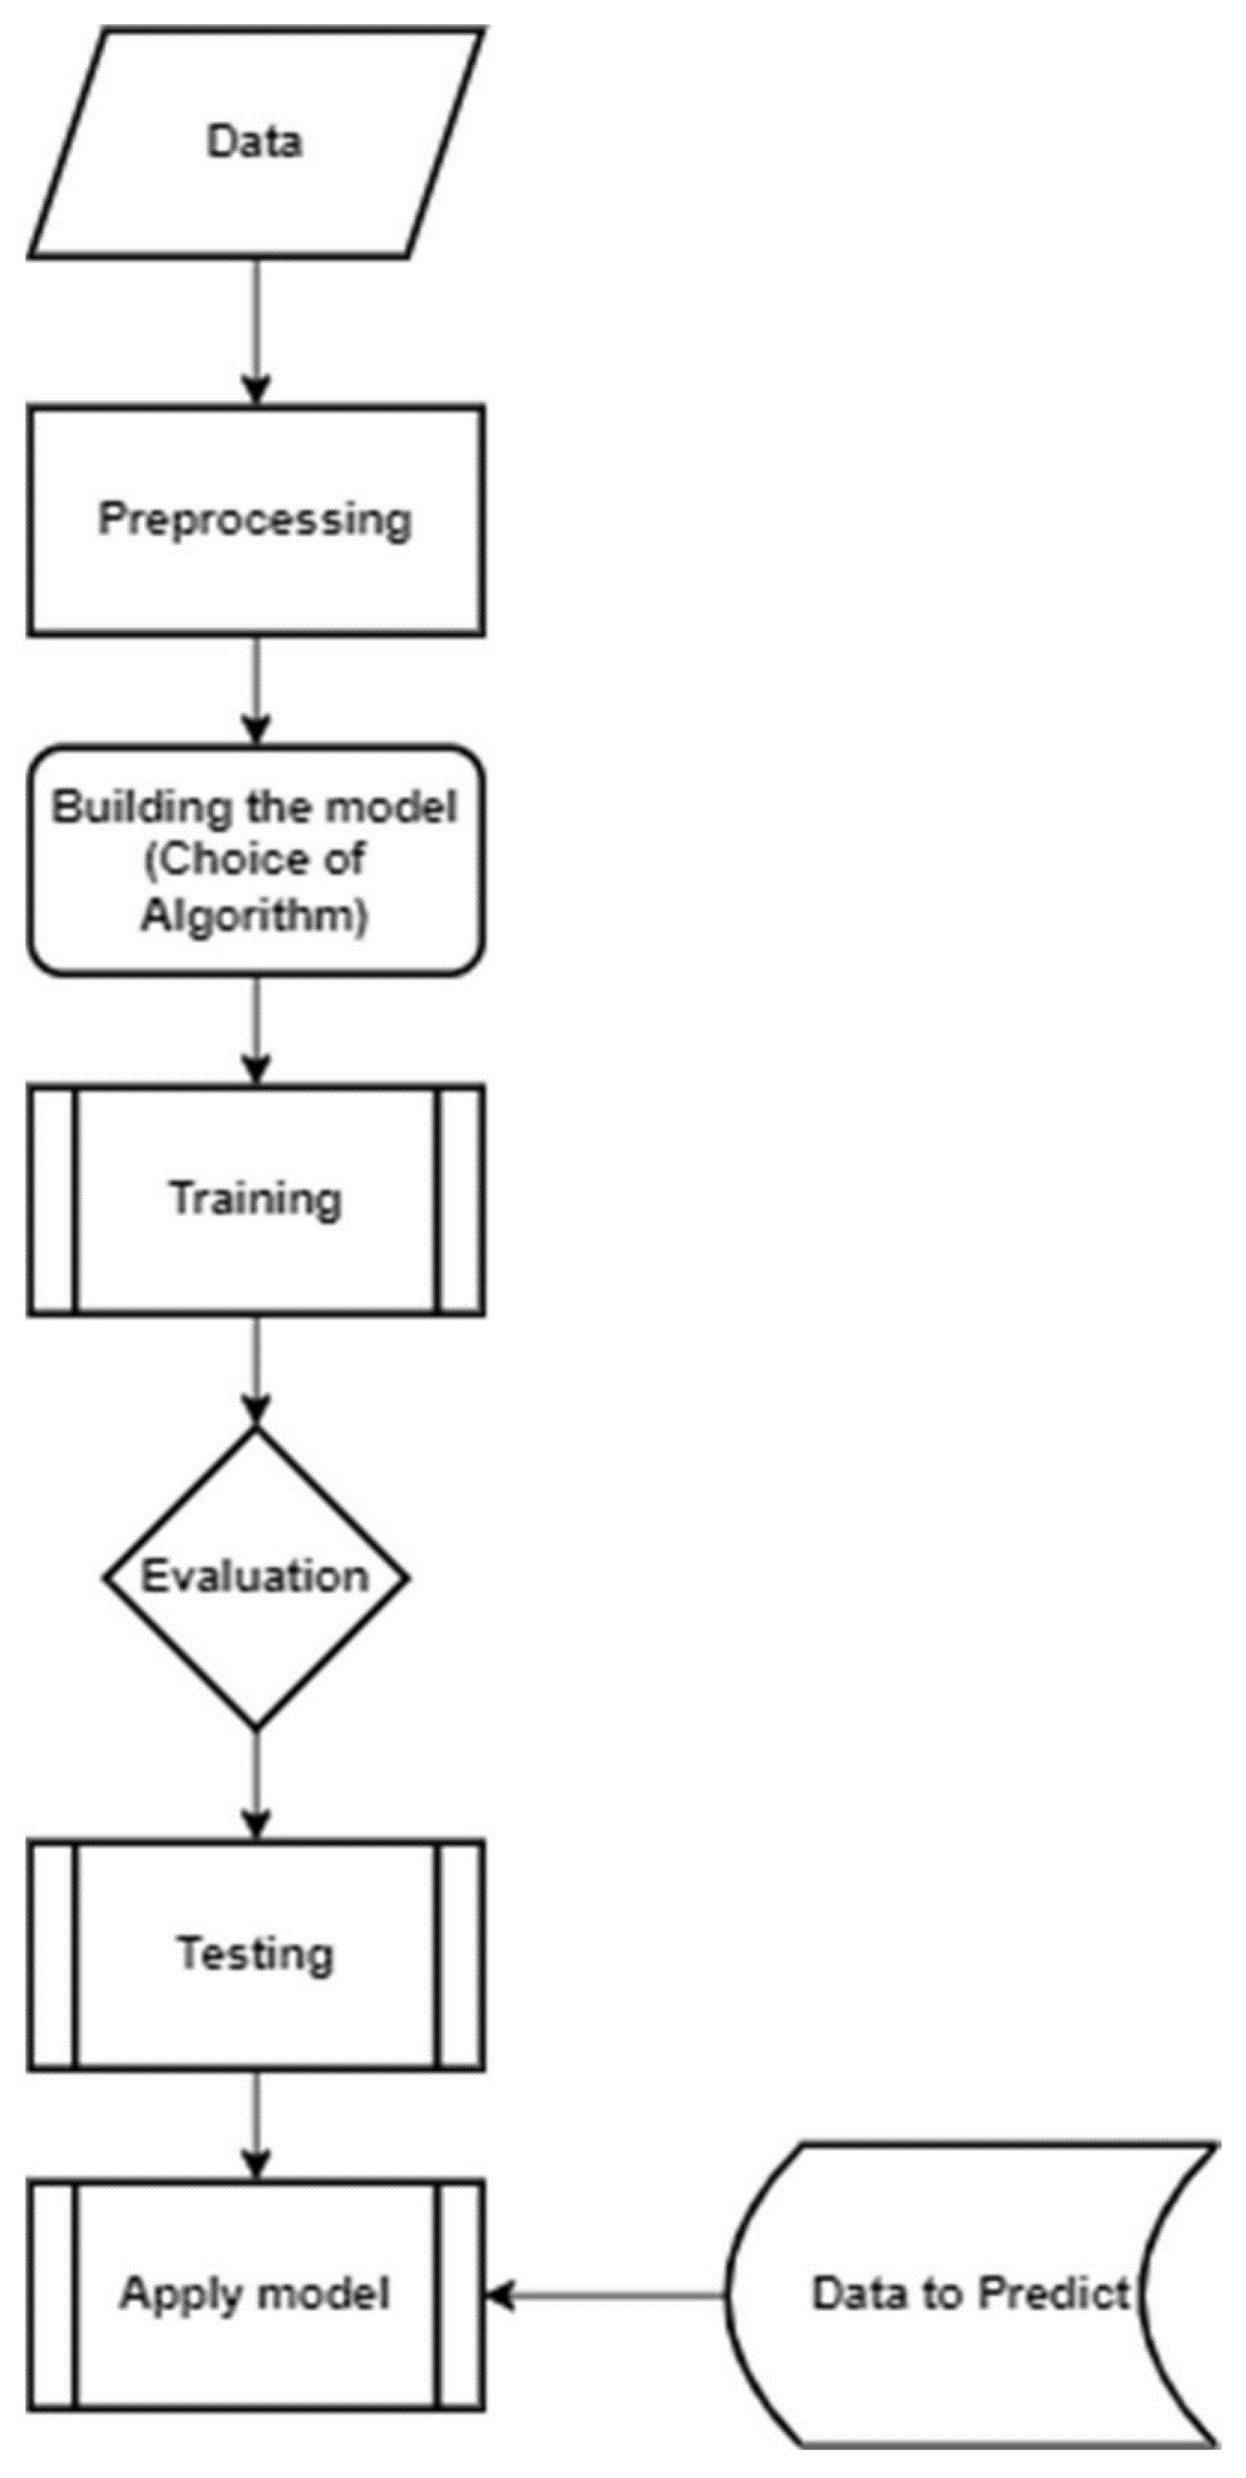 Data
Preprocessing
Building the model
(Choice of
Algorithm)
Training
Evaluation
Testing
Apply model
Data to Predict